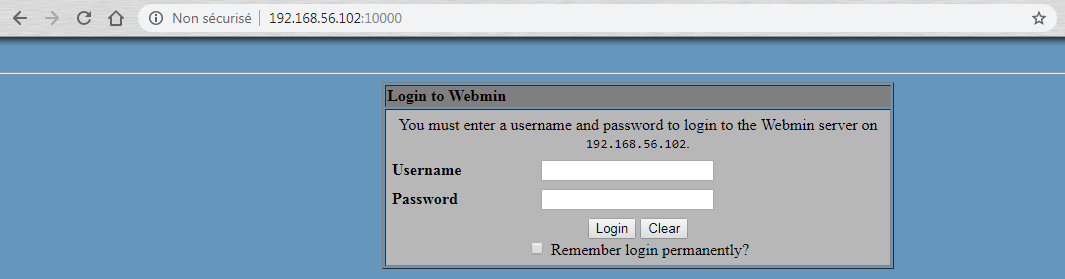 Non sécurisé | 192.168.56.102:10000
Login to Webmin
You must enter a username and password to login to the Webmin server on
192.168.56.102.
Username
Password
Login Clear
Remember login permanently?